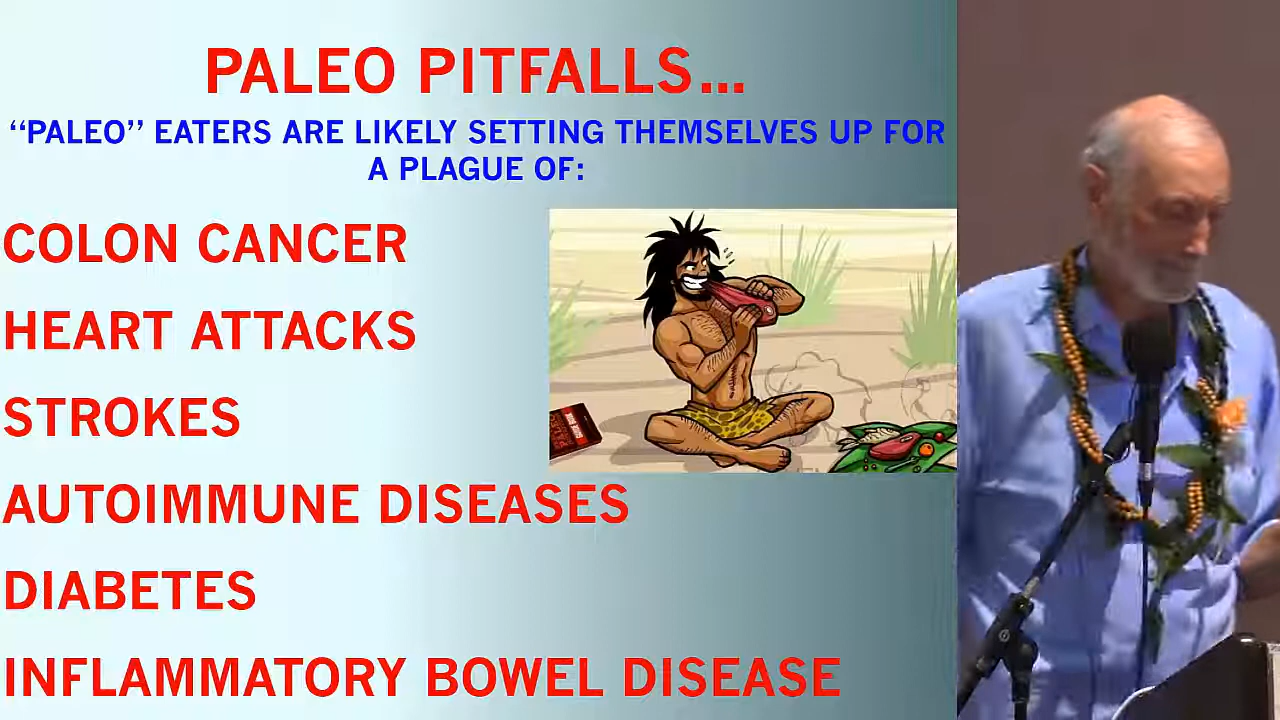 PALEO PITFALLS...
“PALEO” EATERS ARE LIKELY SETTING THEMSELVES UP FOR
A PLAGUE OF:
COLON CANCER
HEART ATTACKS
STROKES
AUTOIMMUNE DISEASES
DIABETES
INFLAMMATORY BOWEL DISEASE